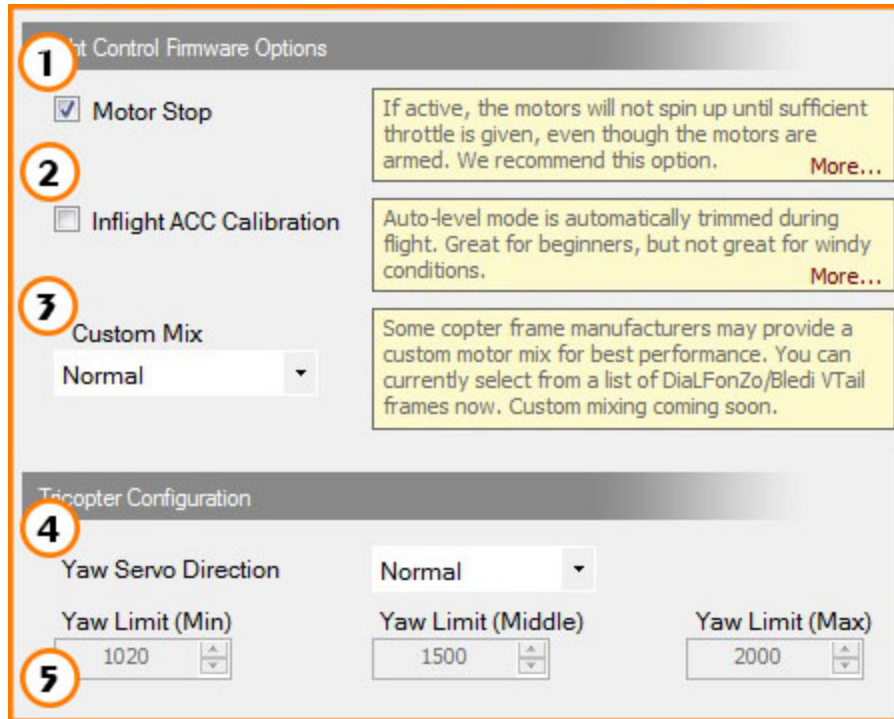 1
ht Control Firmware Options
Motor Stop
If active, the motors will not spin up until sufficient
throttle is given, even though the motors are
armed. We recommend this option.
More...
2
Inflight ACC Calibration
Auto-level mode is automatically trimmed during
flight. Great for beginners, but not great for windy
conditions.
More...
3
Custom Mix
Normal
Some copter frame manufacturers may provide a
custom motor mix for best performance. You can
currently select from a list of DiaLFonZo/Bledi VTail
frames now. Custom mixing coming soon.
Tricopter Configuration
4
Yaw Servo Direction
Normal
Yaw Limit (Min)
Yaw Limit (Middle)
Yaw Limit (Max)
1020
1500
2000
5